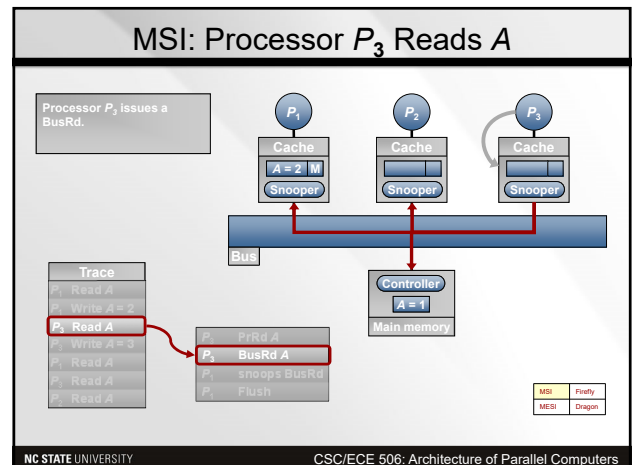 MSI: Processor P3 Reads A
Processor P3 issues a
BusRd.
P1
P2
P3
Cache
Cache
Cache
A = 2 M
Snooper
Snooper
Snooper
Bus
Controller
A = 1
Main memory
Trace
P1 Read A
P1 Write A = 2
P3 Read A
P3 Write A = 3
P1 Read A
P3 Read A
P2 Read A
P3 PrRd A
P3 BusRd A
P1 snoops BusRd
P1 Flush
MSI Firefly
MESI Dragon
NC STATE UNIVERSITY
CSC/ECE 506: Architecture of Parallel Computers